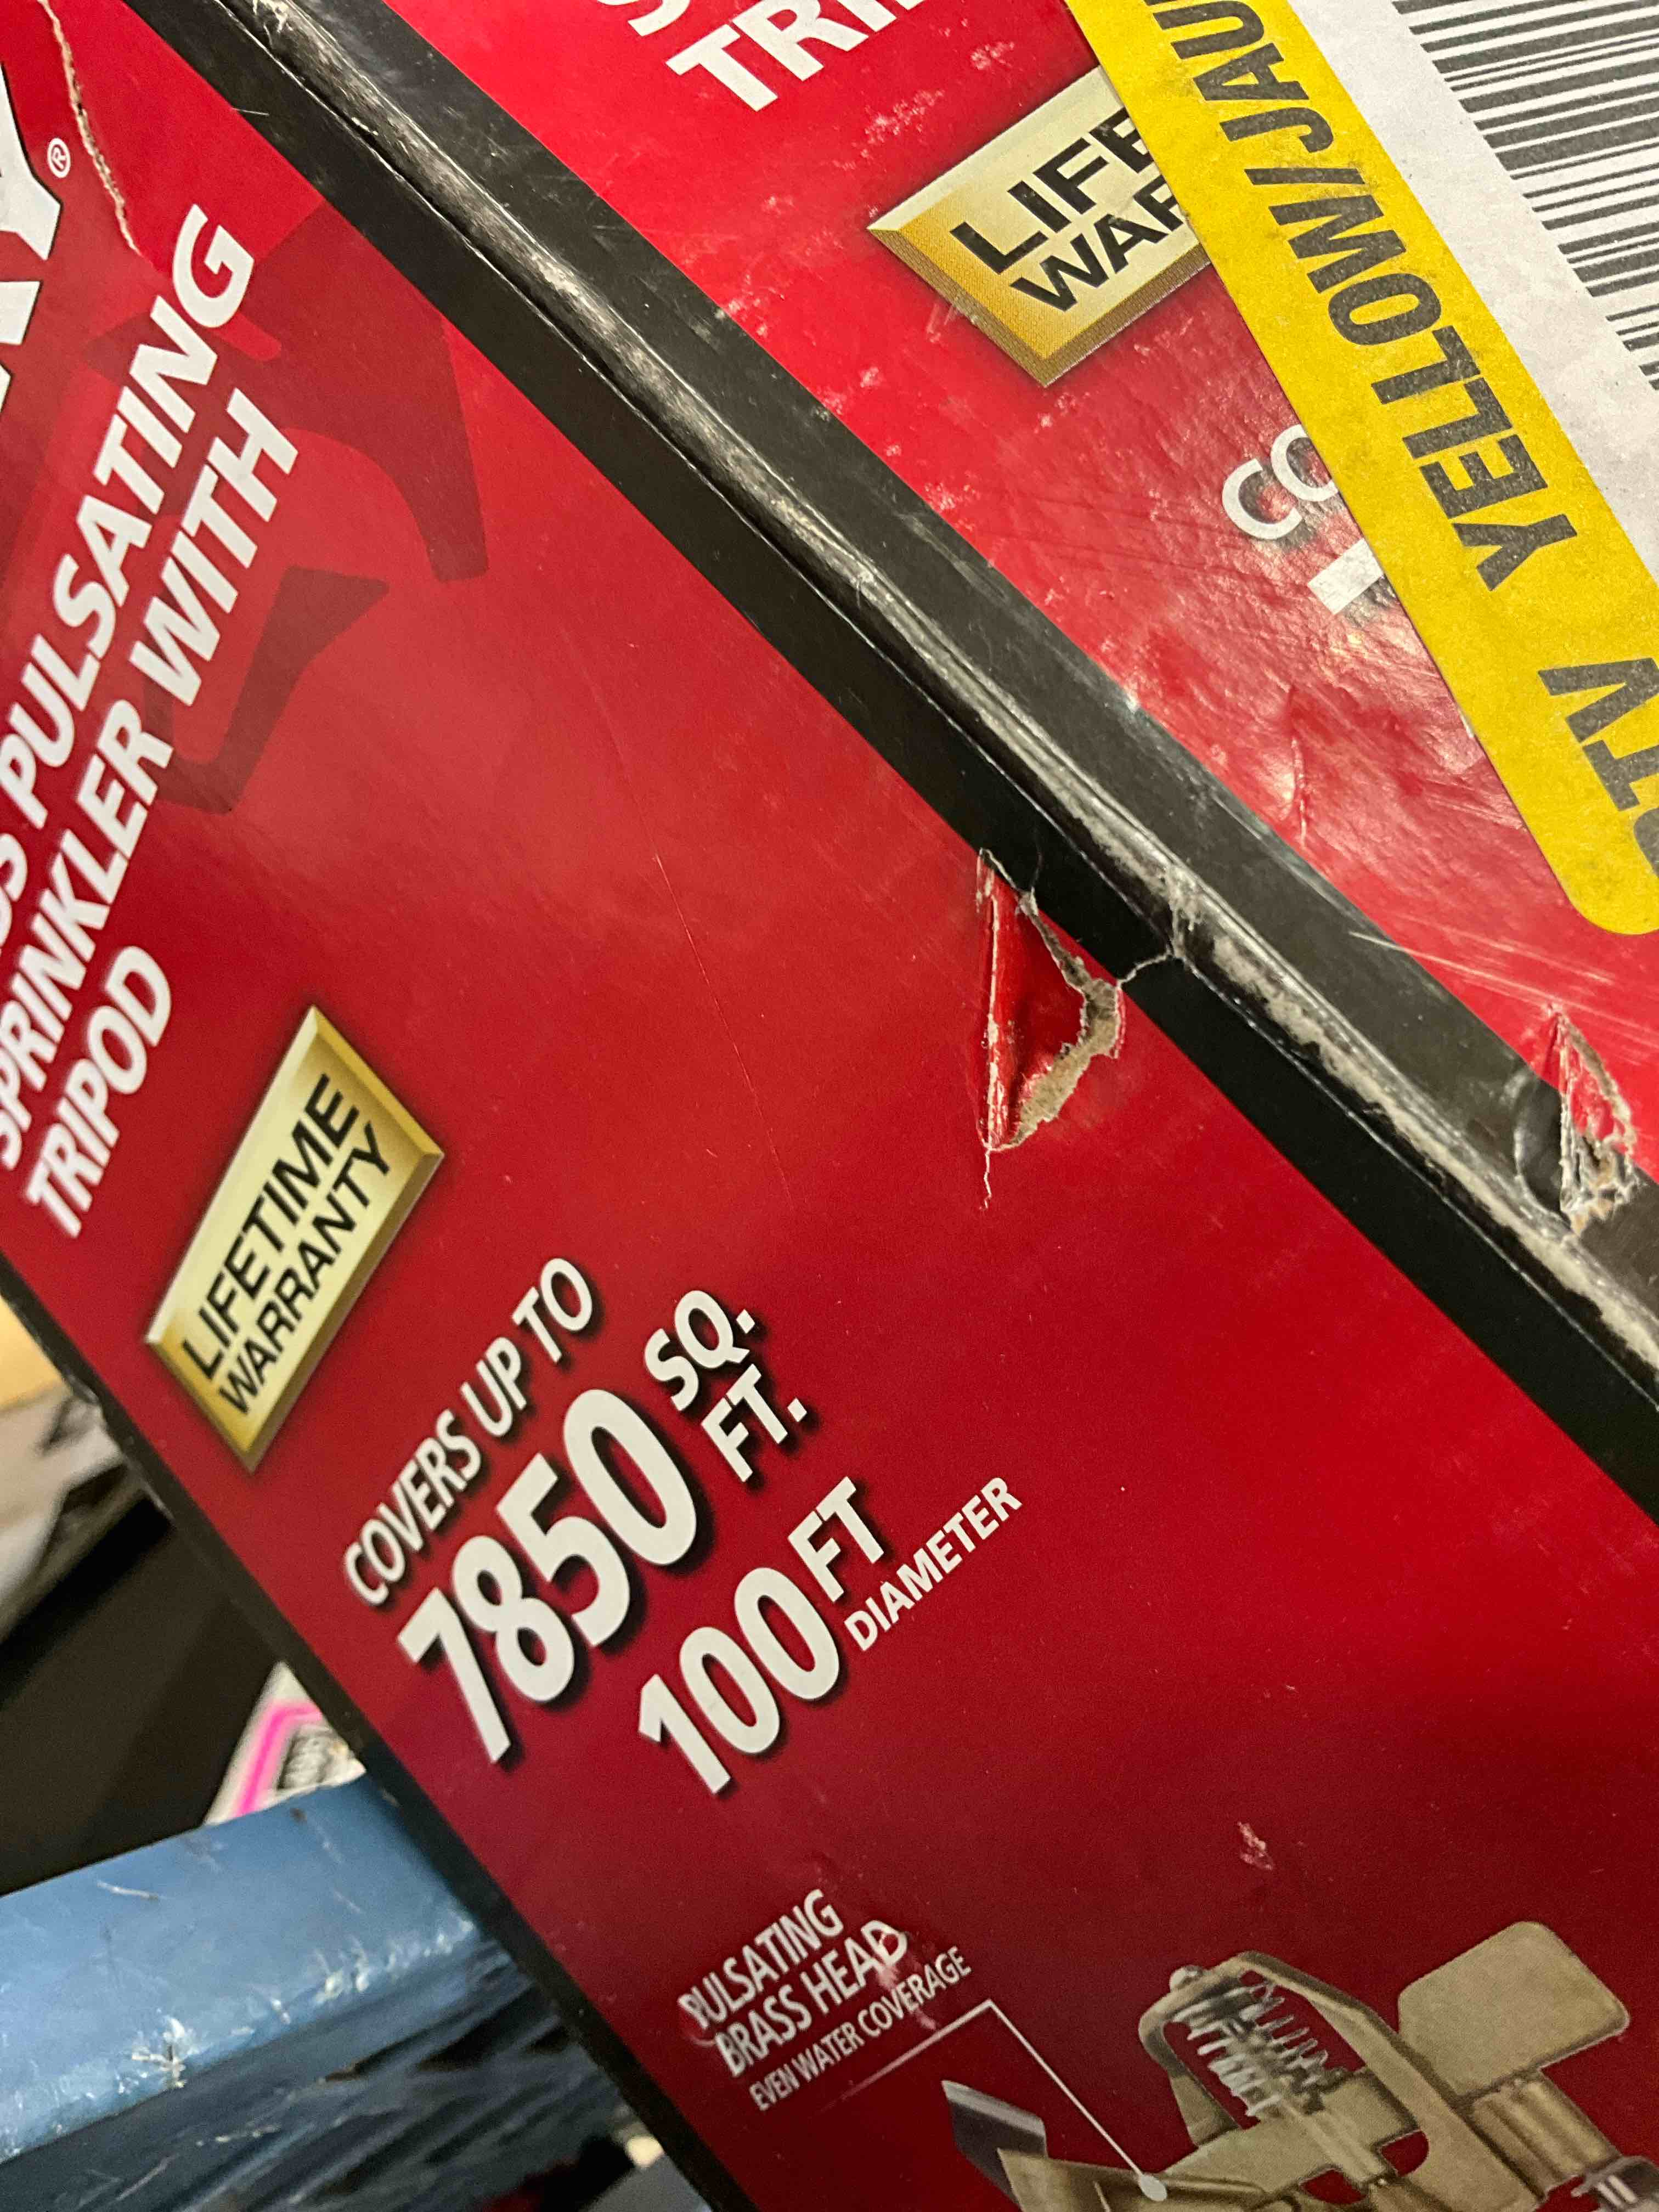 ®
PULSATING
SPRINKLER WITH
TRIPOD
LIFETIME
WARRANTY
COVERS UP TO
7850 SQ.
FT.
100 FT
DIAMETER
PULSATING
BRASS HEAD
EVEN WATER COVERAGE
YELLOW/JAU